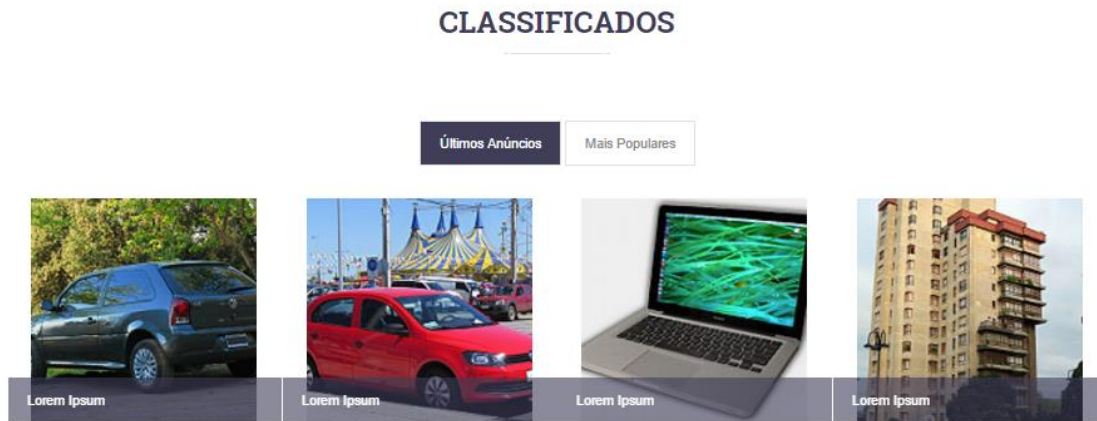 CLASSIFICADOS
Últimos Anúncios
Mais Populares
Lorem Ipsum
Lorem Ipsum
Lorem Ipsum
Lorem Ipsum